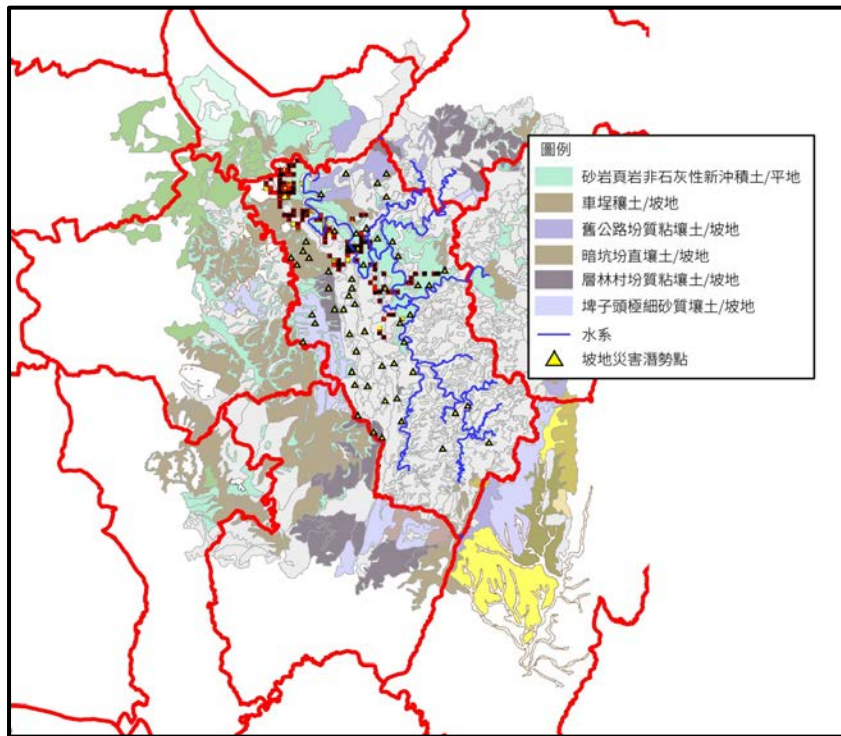 圖例
砂岩頁岩非石灰性新沖積土/平地
車埕穰土/坡地
舊公路坋質粘壤土/坡地
暗坑坋直壤土/坡地
層林村坋質粘壤土/坡地
埤子頭極細砂質壤土/坡地
水系
坡地災害潛勢點